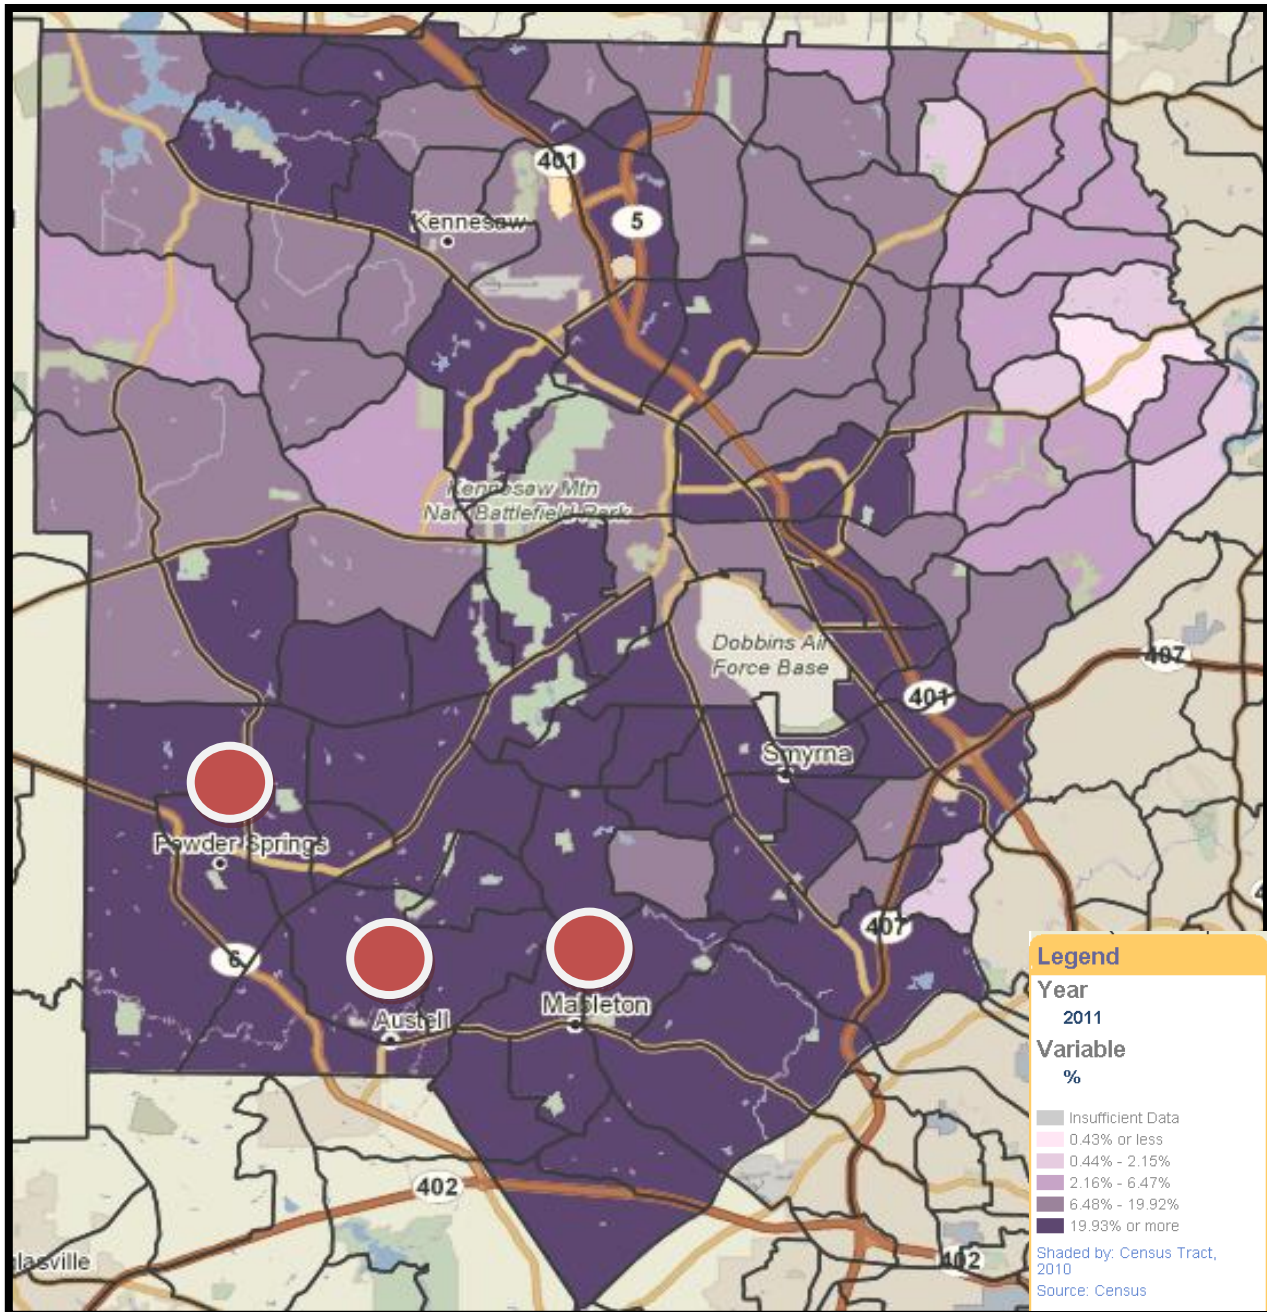 401
5
Kennesaw
Kennesaw Mtn
Nat'l Battlefield Park
Dobbins Air
Force Base
407
401
Smyrna
Powder Springs
407
6
Mableton
Austell
402
402
Legend
Year
2011
Variable
%
Insufficient Data
0.43% or less
0.44% - 2.15%
2.16% - 6.47%
6.48% - 19.92%
19.93% or more
Shaded by: Census Tract,
2010
Source: Census
glasville